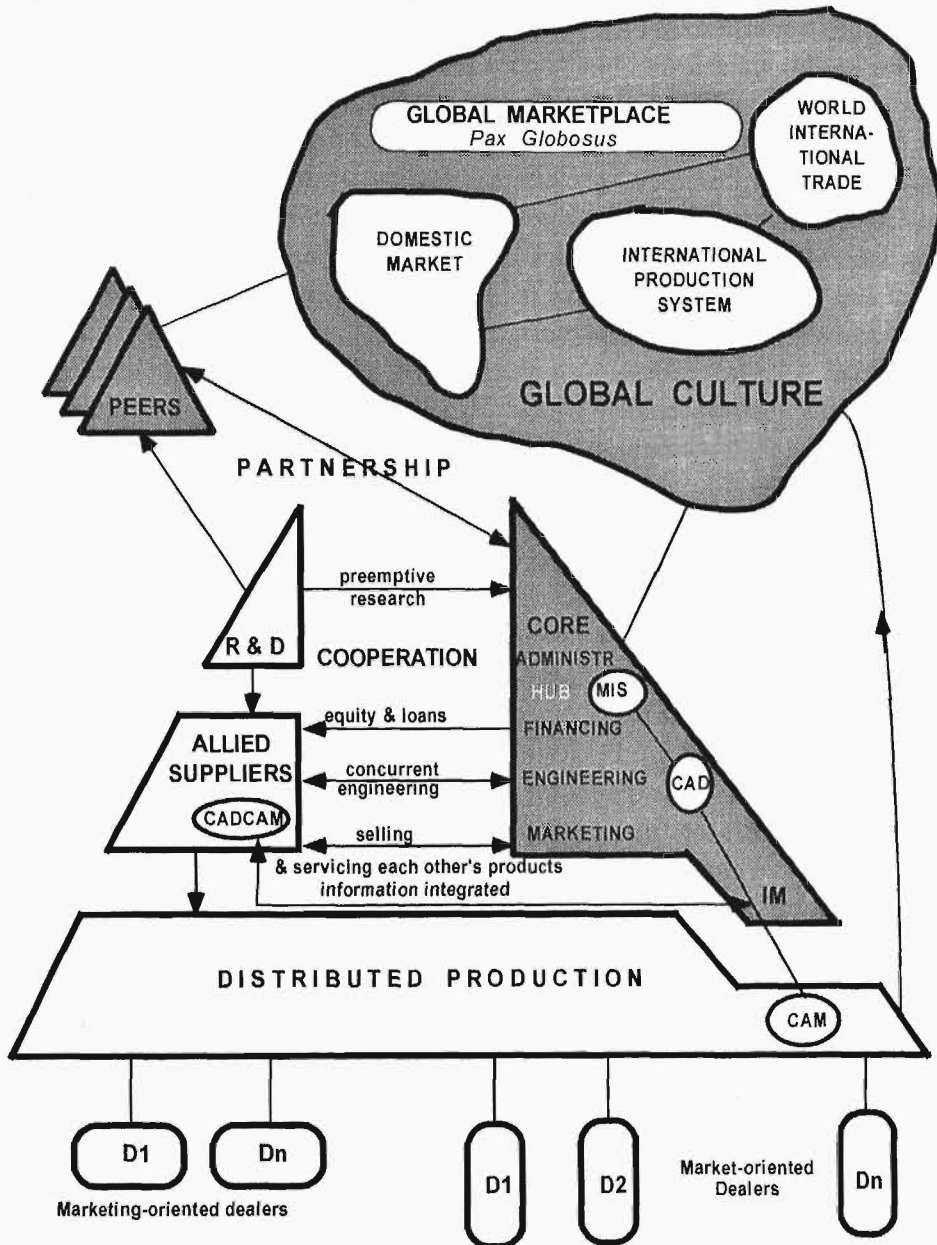 GLOBAL MARKETPLACE
Pax Globosus
WORLD
INTERNA-
TIONAL
TRADE
DOMESTIC
MARKET
INTERNATIONAL
PRODUCTION
SYSTEM
GLOBAL CULTURE
PEERS
PARTNERSHIP
R & D
preemptive
research
COOPERATION
CORE
ADMINISTR
HUB
MIS
equity & loans
FINANCING
ALLIED
SUPPLIERS
CADCAM
concurrent
engineering
ENGINEERING
CAD
selling
MARKETING
& servicing each other's products
information integrated
IM
DISTRIBUTED PRODUCTION
CAM
D1
Dn
Marketing-oriented dealers
D1
D2
Market-oriented
Dealers
Dn